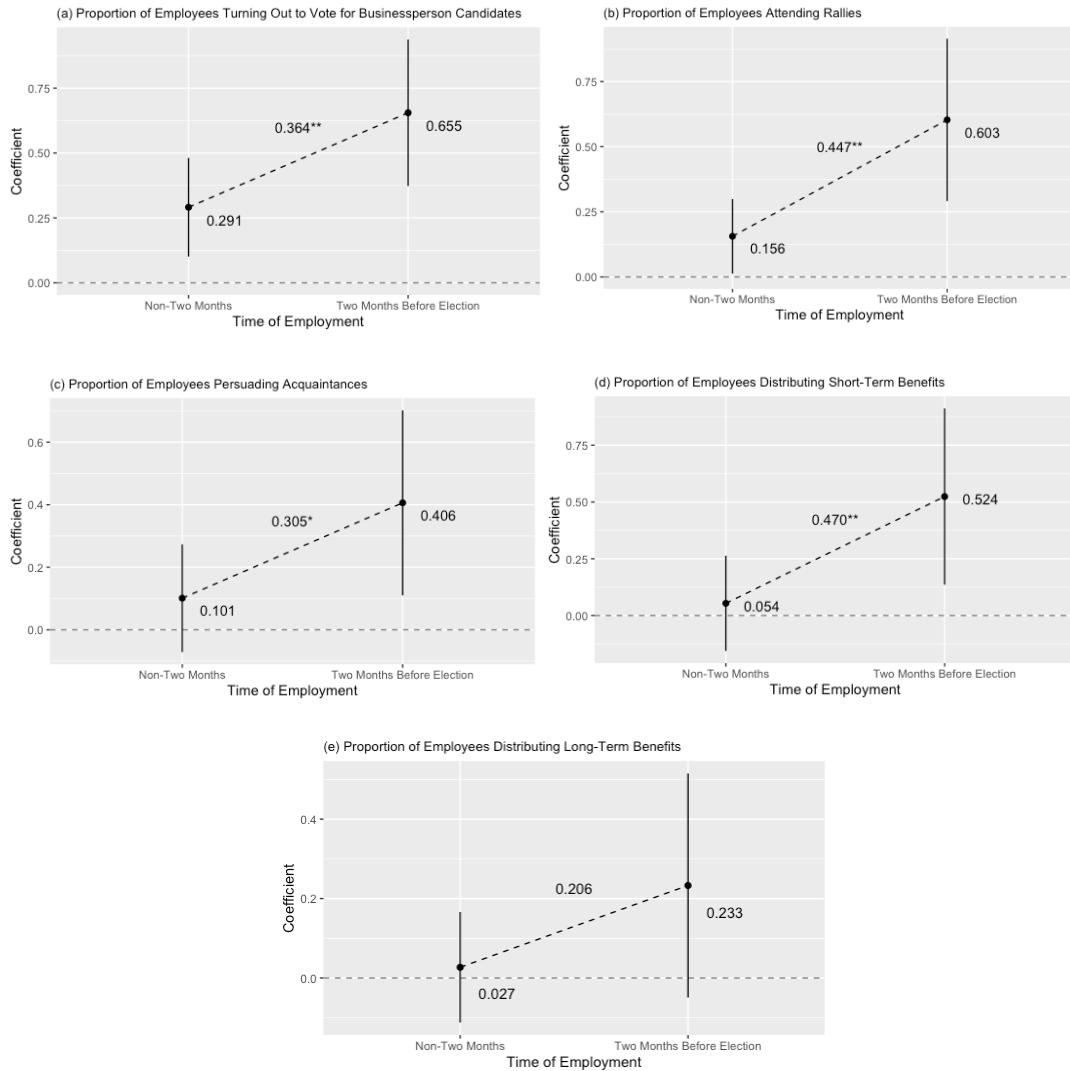 (a) Proportion of Employees Turning Out to Vote for Businessperson Candidates
0.75
0.50
0.25
0.00
Coefficient
0.364**
0.655
0.291
Non-Two Months
Two Months Before Election
Time of Employment
(b) Proportion of Employees Attending Rallies
0.75
0.50
0.25
0.00
Coefficient
0.447**
0.603
0.156
Non-Two Months
Two Months Before Election
Time of Employment
(c) Proportion of Employees Persuading Acquaintances
0.6
0.4
0.2
0.0
Coefficient
0.305*
0.406
0.101
Non-Two Months
Two Months Before Election
Time of Employment
(d) Proportion of Employees Distributing Short-Term Benefits
0.75
0.50
0.25
0.00
Coefficient
0.470**
0.524
0.054
Non-Two Months
Two Months Before Election
Time of Employment
(e) Proportion of Employees Distributing Long-Term Benefits
0.4
0.2
0.0
Coefficient
0.206
0.233
0.027
Non-Two Months
Two Months Before Election
Time of Employment